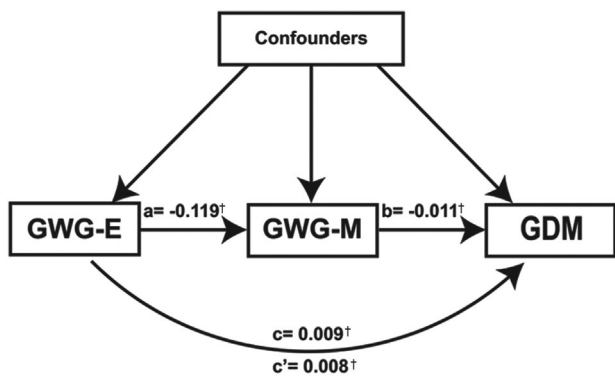 Confounders
GWG-E
a= -0.119†
GWG-M
b= -0.011†
GDM
c= 0.009†
c’= 0.008†